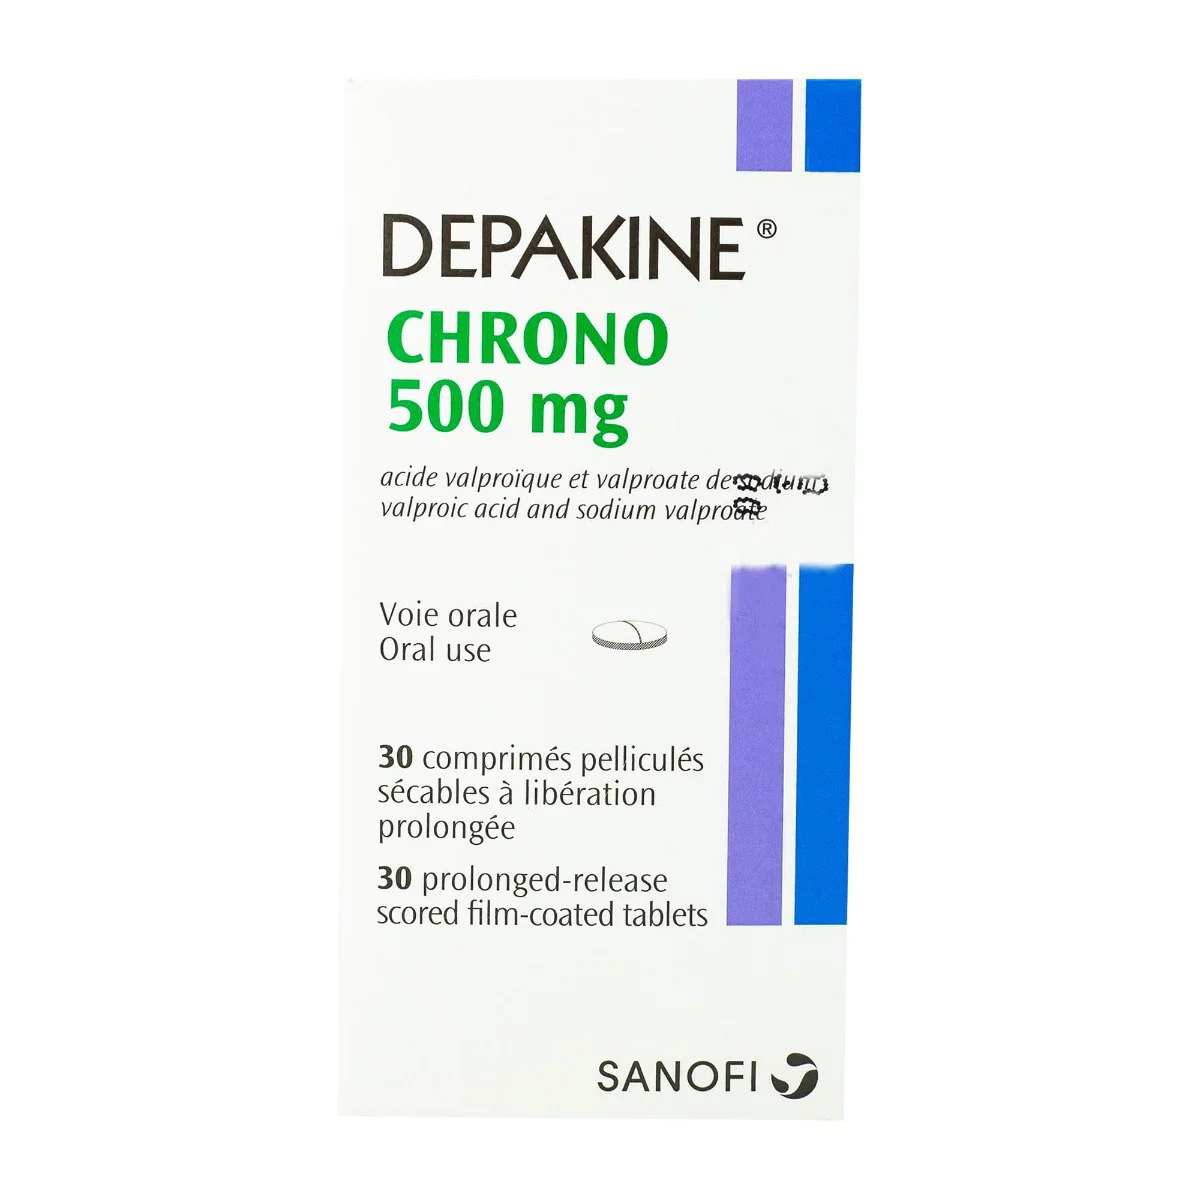 DEPAKINE®
CHRONO
500 mg
acide valproïque et valproate de sodium
valproic acid and sodium valproate
Voie orale
Oral use
30 comprimés pelliculés
sécables à libération
prolongée
30 prolonged-release
scored film-coated tablets
SANOFI